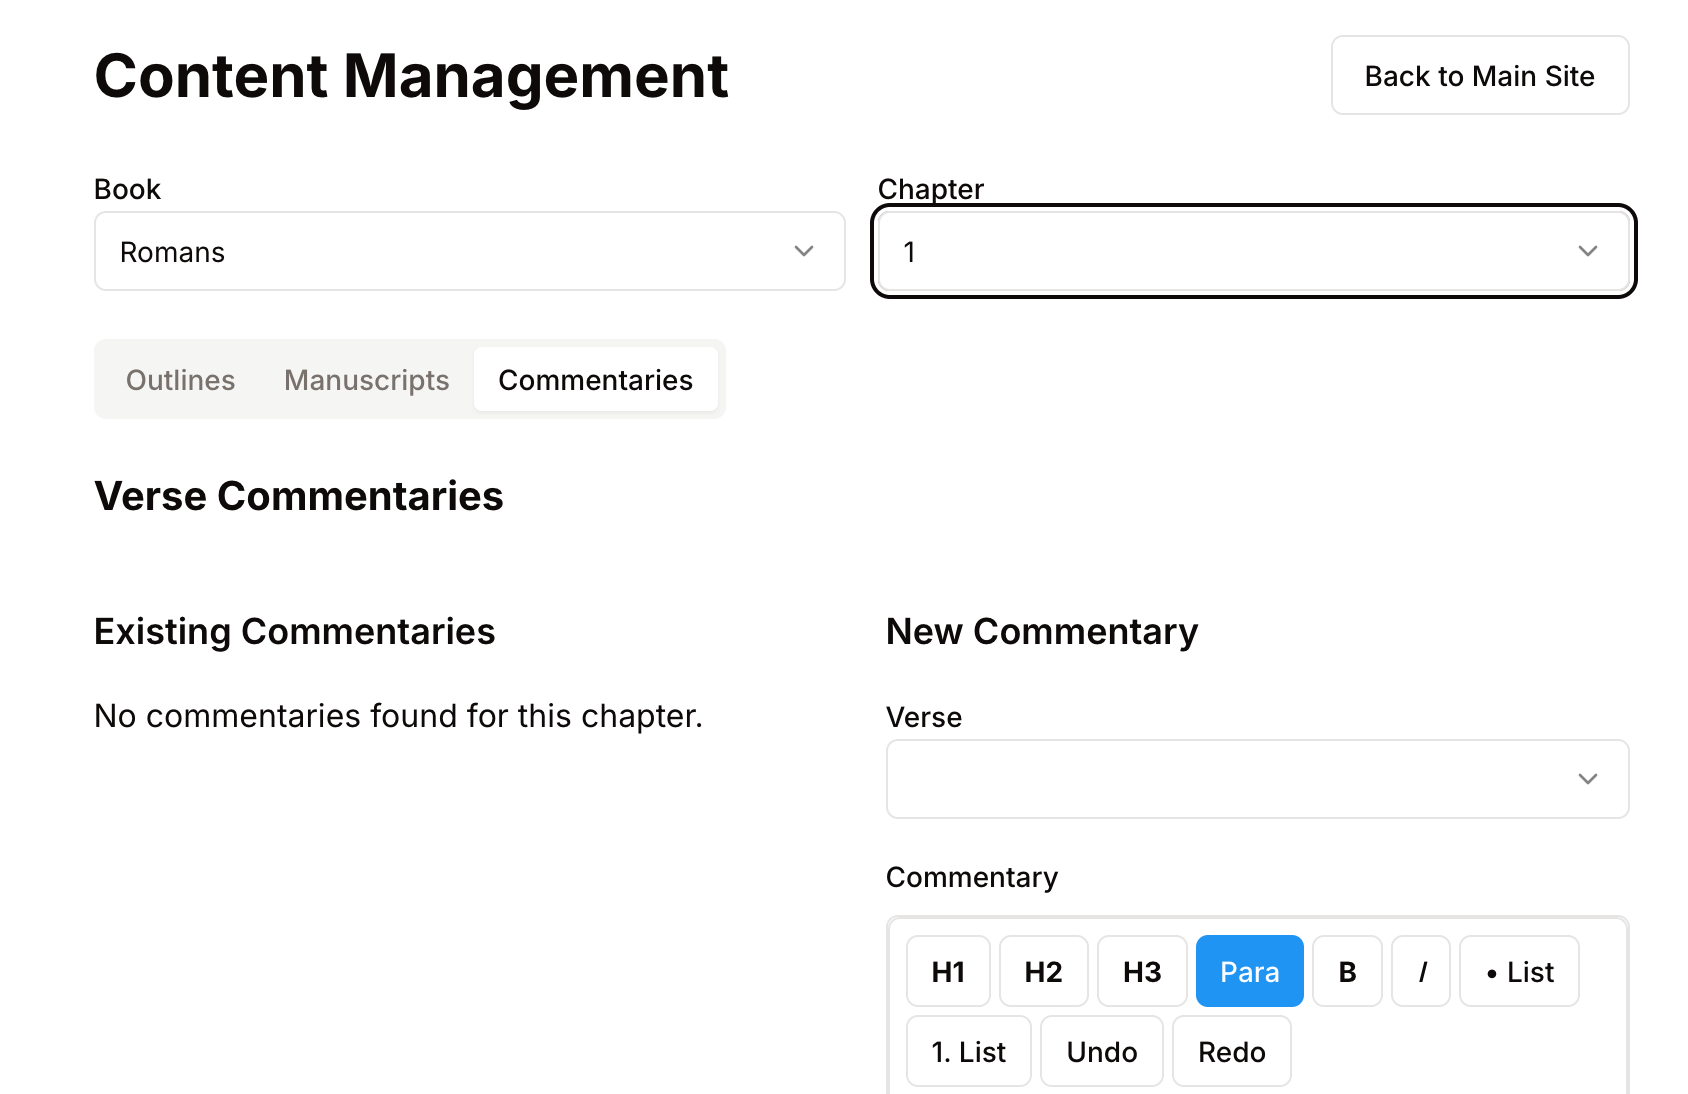 Content Management
Back to Main Site
Book
Chapter
Romans
1
Outlines
Manuscripts
Commentaries
Verse Commentaries
Existing Commentaries
No commentaries found for this chapter.
New Commentary
Verse
Commentary
H1 H2 H3 Para B I • List
1. List Undo Redo